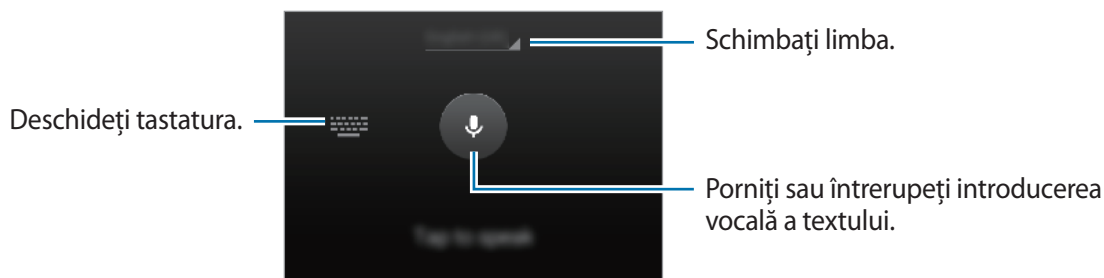 Schimbați limba.
Deschideți tastatura.
Porniți sau întrerupeți introducerea
vocală a textului.
Tap to speak